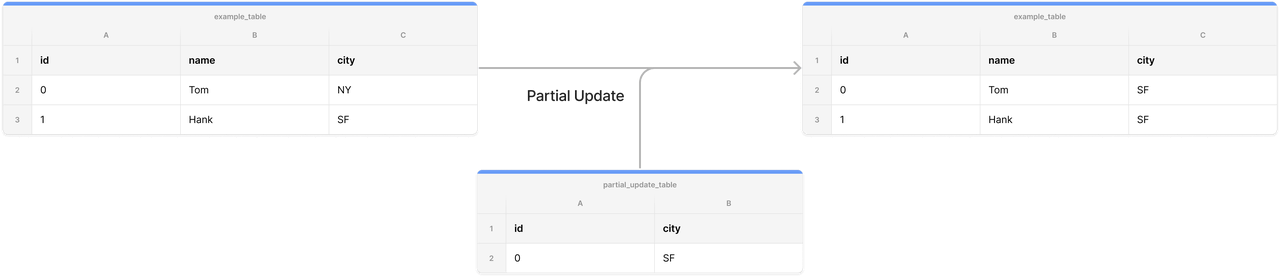 example_table
A B C
1 id name city
2 0 Tom NY
3 1 Hank SF
Partial Update
partial_update_table
A B
1 id city
2 0 SF
example_table
A B C
1 id name city
2 0 Tom SF
3 1 Hank SF